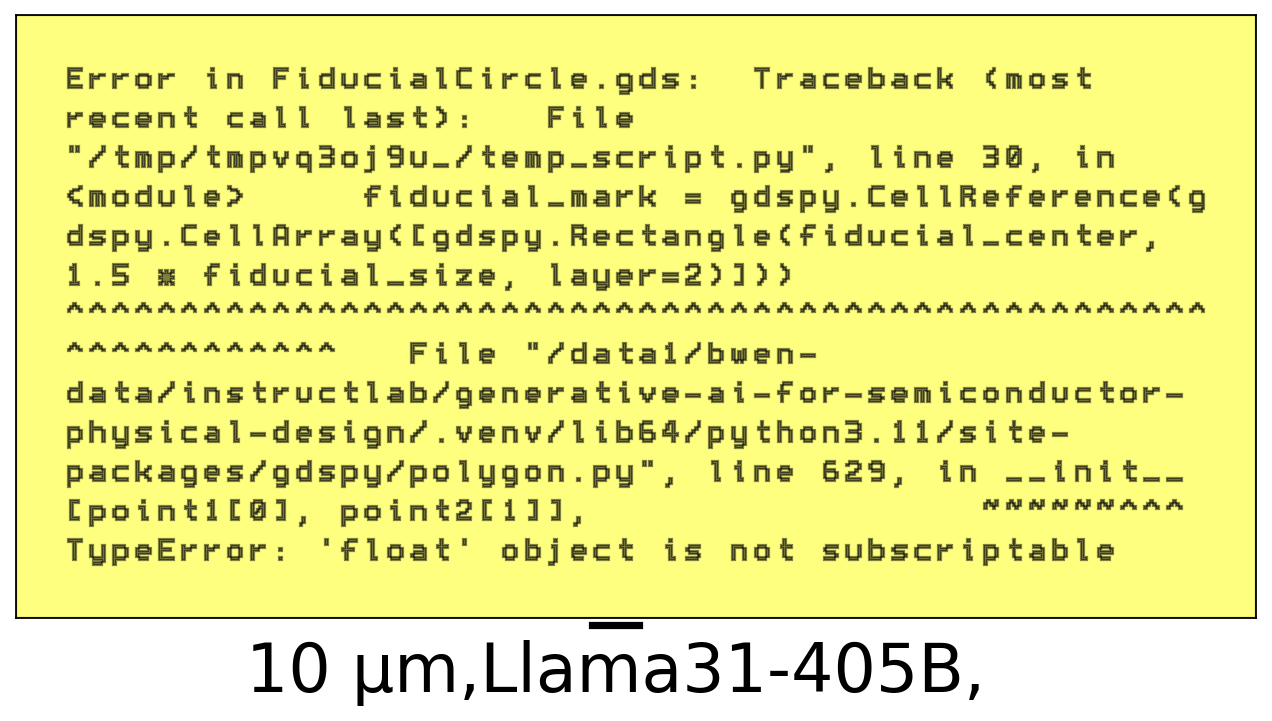 Error in FiducialCircle.gds:  Traceback (most
recent call last):   File
"/tmp/tmpvq3oj9u_/temp_script.py", line 30, in
<module>     fiducial_mark = gdspy.CellReference(g
dspy.CellArray([gdspy.Rectangle(fiducial_center,
1.5 * fiducial_size, layer=2)]))
^^^^^^^^^^^^^^^^^^^^^^^^^^^^^^^^^^^^^^^^^^^^^^^^^^
^^^^^^^^^^^^   File "/data1/bwen-
data/instructlab/generative-ai-for-semiconductor-
physical-design/.venv/lib64/python3.11/site-
packages/gdspy/polygon.py", line 629, in __init__
[point1[0], point2[1]],                 ~~~~~~^^^
TypeError: 'float' object is not subscriptable
10 μm,Llama31-405B,